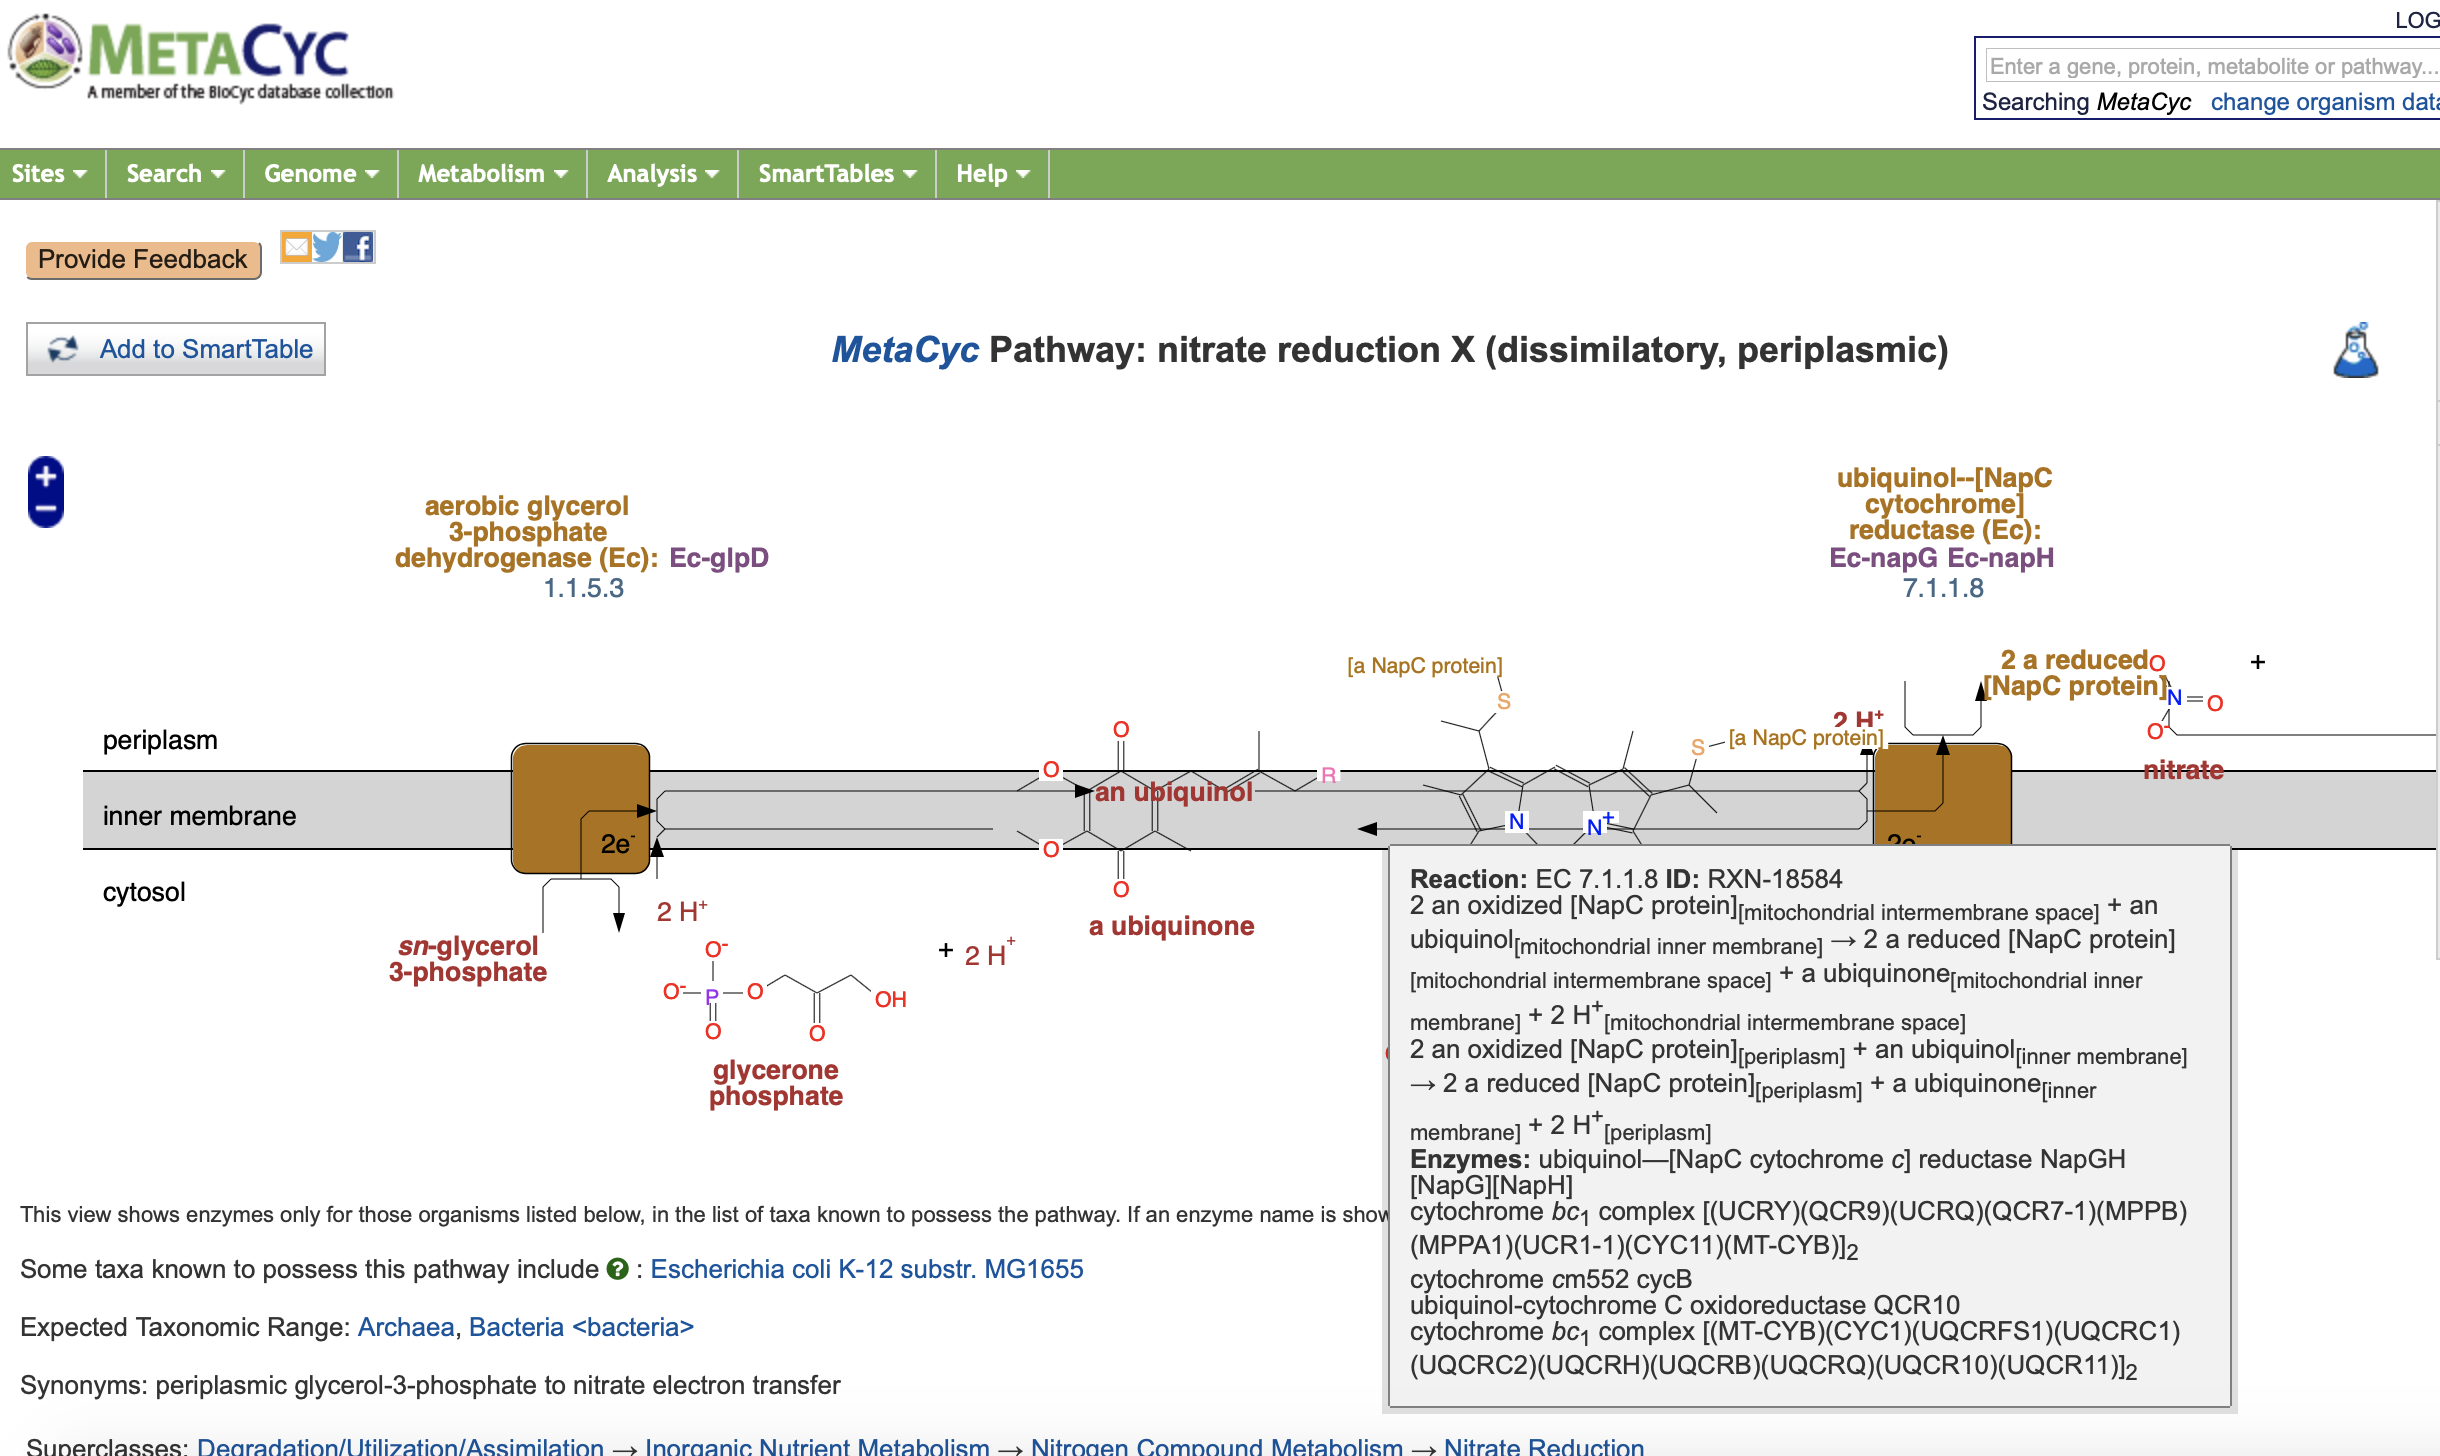 METACYC
A member of the BioCyc database collection
LOG
Enter a gene, protein, metabolite or pathway...
Searching MetaCyc change organism data
Sites
Search
Genome
Metabolism
Analysis
SmartTables
Help
Provide Feedback
Add to SmartTable
MetaCyc Pathway: nitrate reduction X (dissimilatory, periplasmic)
+
−
aerobic glycerol
3-phosphate
dehydrogenase (Ec): Ec-glpD
1.1.5.3
ubiquinol--[NapC
cytochrome]
reductase (Ec):
Ec-napG Ec-napH
7.1.1.8
[a NapC protein]
S
2 a reduced
[NapC protein]
O
N
O
O⁻
+
nitrate
2 H⁺
S
[a NapC protein]
periplasm
inner membrane
cytosol
2e⁻
O
O
an ubiquinol
R
N
N⁺
O
O
a ubiquinone
2e⁻
2 H⁺
sn-glycerol
3-phosphate
+ 2 H⁺
O⁻
O⁻
P
O
O
O
OH
glycerone
phosphate
Reaction: EC 7.1.1.8 ID: RXN-18584
2 an oxidized [NapC protein][mitochondrial intermembrane space] + an
ubiquinol[mitochondrial inner membrane] → 2 a reduced [NapC protein]
[mitochondrial intermembrane space] + a ubiquinone[mitochondrial inner
membrane] + 2 H⁺[mitochondrial intermembrane space]
2 an oxidized [NapC protein][periplasm] + an ubiquinol[inner membrane]
→ 2 a reduced [NapC protein][periplasm] + a ubiquinone[inner
membrane] + 2 H⁺[periplasm]
Enzymes: ubiquinol—[NapC cytochrome c] reductase NapGH
[NapG][NapH]
cytochrome bc₁ complex [(UCRY)(QCR9)(UCRQ)(QCR7-1)(MPPB)
(MPPA1)(UCR1-1)(CYC11)(MT-CYB)]₂
cytochrome cm552 cycB
ubiquinol-cytochrome C oxidoreductase QCR10
cytochrome bc₁ complex [(MT-CYB)(CYC1)(UQCRFS1)(UQCRC1)
(UQCRC2)(UQCRH)(UQCRB)(UQCRQ)(UQCR10)(UQCR11)]₂
This view shows enzymes only for those organisms listed below, in the list of taxa known to possess the pathway. If an enzyme name is show
Some taxa known to possess this pathway include ? : Escherichia coli K-12 substr. MG1655
Expected Taxonomic Range: Archaea, Bacteria <bacteria>
Synonyms: periplasmic glycerol-3-phosphate to nitrate electron transfer
Superclasses: Degradation/Utilization/Assimilation → Inorganic Nutrient Metabolism → Nitrogen Compound Metabolism → Nitrate Reduction